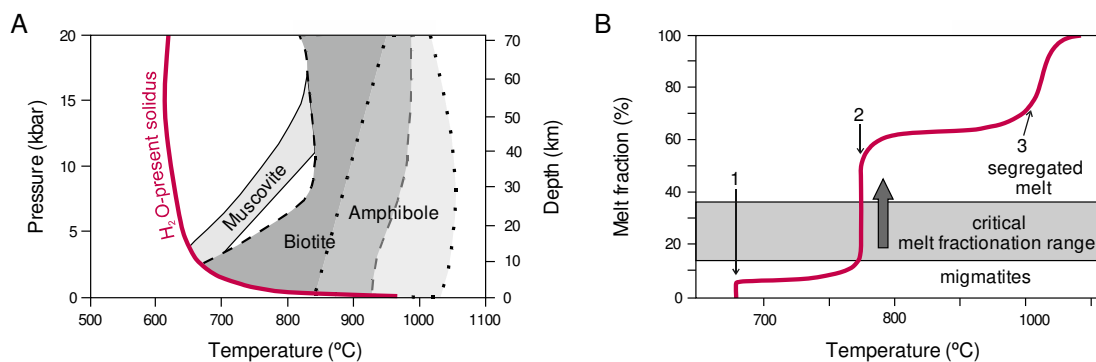 A
Pressure (kbar)
20
15
10
5
0
H₂O-present solidus
Muscovite
Biotite
Amphibole
70
60
50
40
30
20
10
0
Depth (km)
500
600
700
800
900
1000
1100
Temperature (ºC)
B
Melt fraction (%)
100
80
60
40
20
0
1
2
3
segregated
melt
critical
melt fractionation range
migmatites
700
800
900
1000
Temperature (ºC)